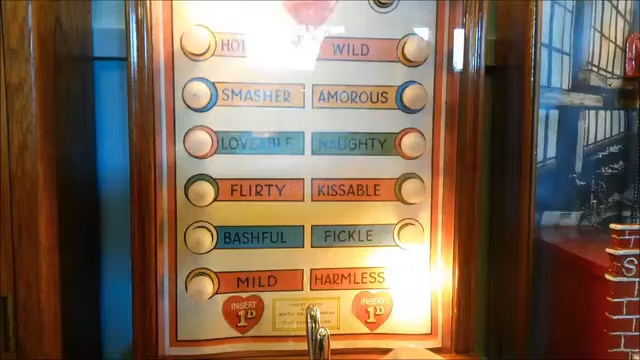 HOT WILD
SMASHER AMOROUS
LOVEABLE NAUGHTY
FLIRTY KISSABLE
BASHFUL FICKLE
MILD HARMLESS
INSERT 1D INSERT 1D
S